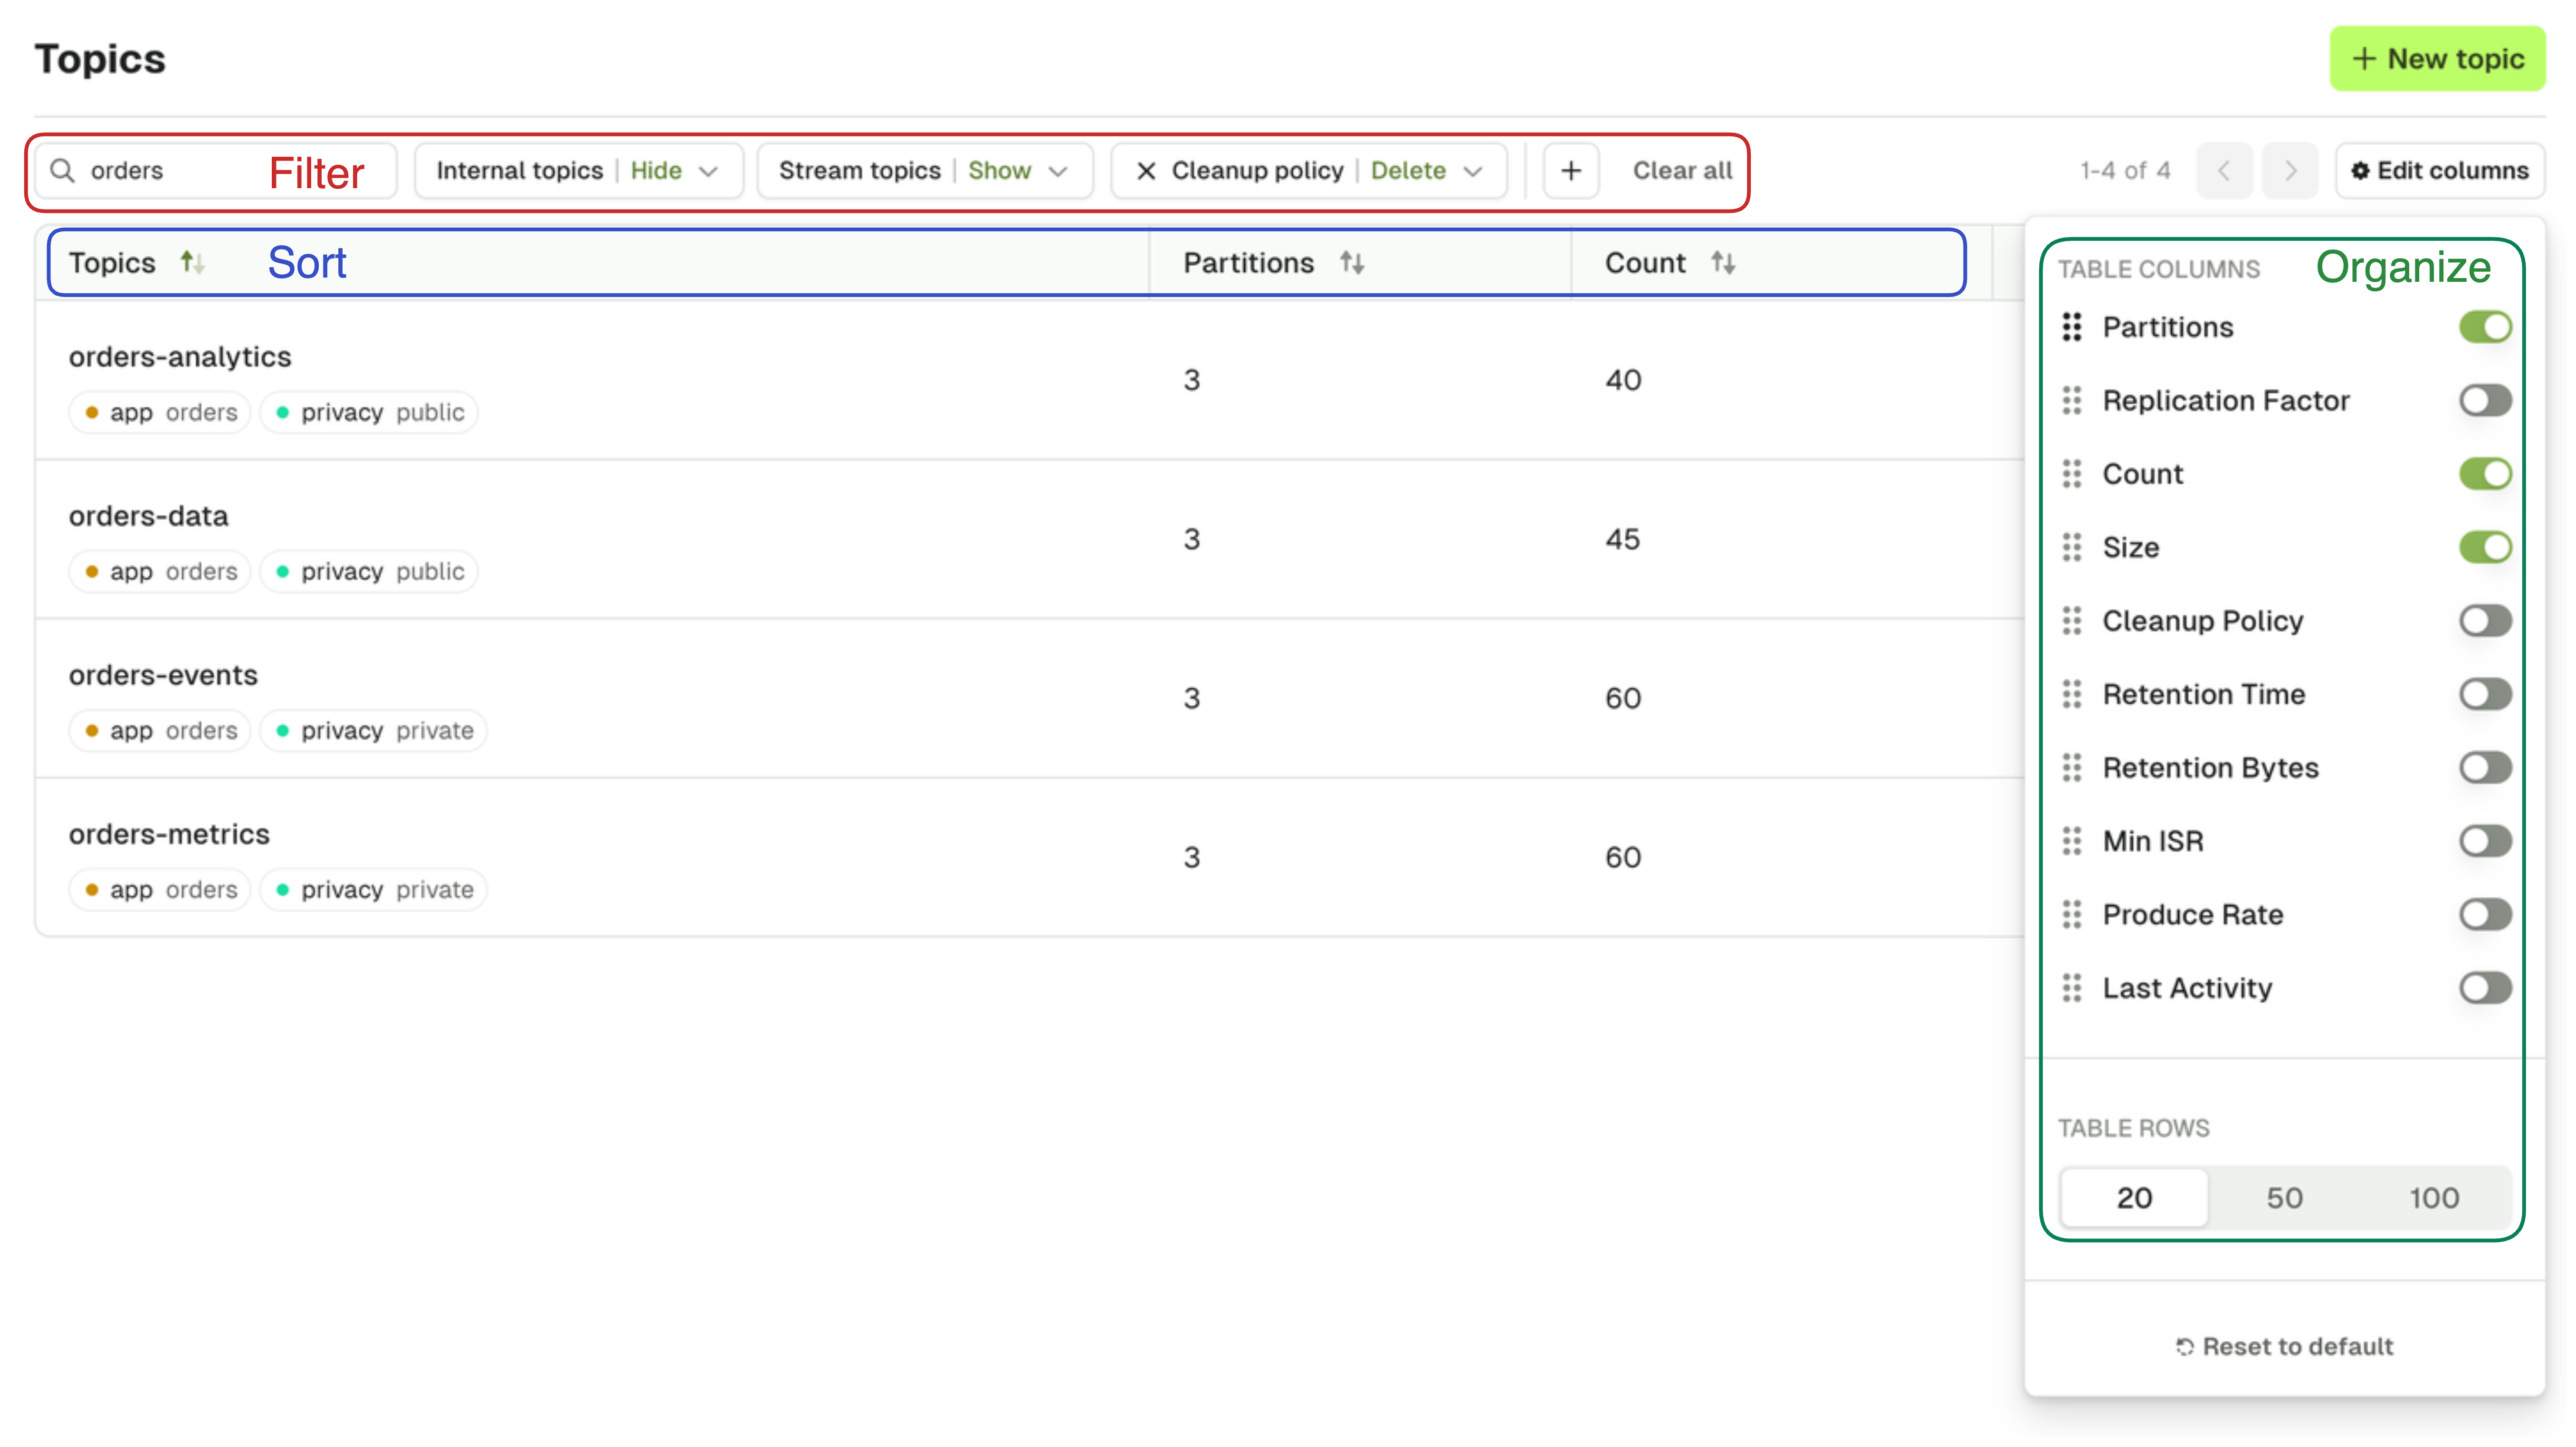 Topics
+ New topic
orders Filter Internal topics | Hide Stream topics | Show Cleanup policy | Delete + Clear all 1-4 of 4 Edit columns
Topics Sort Partitions Count
orders-analytics
app orders privacy public
3 40
orders-data
app orders privacy public
3 45
orders-events
app orders privacy private
3 60
orders-metrics
app orders privacy private
3 60
TABLE COLUMNS Organize
Partitions
Replication Factor
Count
Size
Cleanup Policy
Retention Time
Retention Bytes
Min ISR
Produce Rate
Last Activity
TABLE ROWS
20 50 100
Reset to default